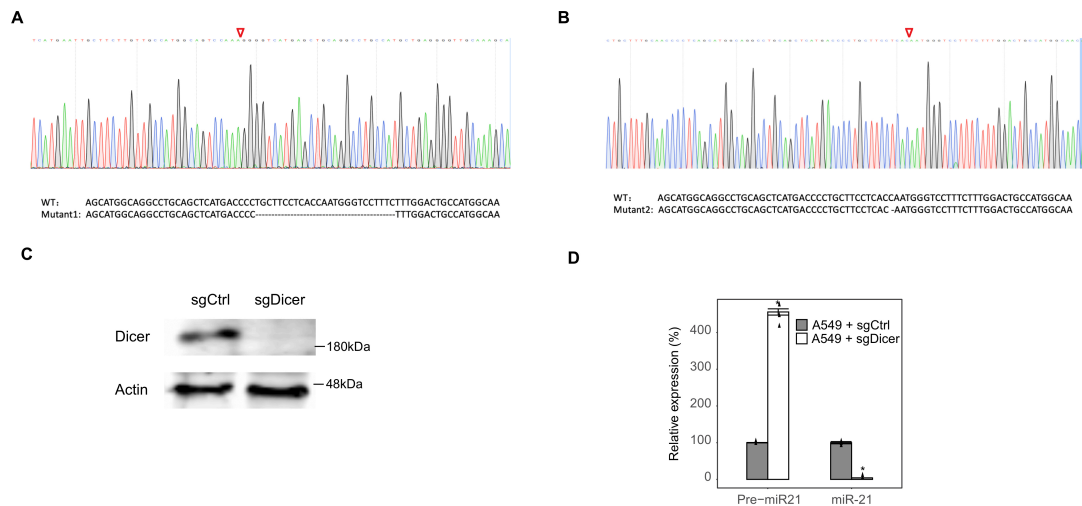 A
B
WT: AGCATGGCAGGCCTGCAGCTCATGACCCCTGCTTCCTCACCAATGGGTCCTTTCTTTGGACTGCCATGGCAA
Mutant1: AGCATGGCAGGCCTGCAGCTCATGACCCC------------------------------------TTTGGACTGCCATGGCAA
WT: AGCATGGCAGGCCTGCAGCTCATGACCCCTGCTTCCTCACCAATGGGTCCTTTCTTTGGACTGCCATGGCAA
Mutant2: AGCATGGCAGGCCTGCAGCTCATGACCCCTGCTTCCTCAC -AATGGGTCCTTTCTTTGGACTGCCATGGCAA
C
D
sgCtrl sgDicer
Dicer
180kDa
Actin
48kDa
Relative expression (%)
400
300
200
100
0
*
*
A549 + sgCtrl
A549 + sgDicer
Pre−miR21 miR-21